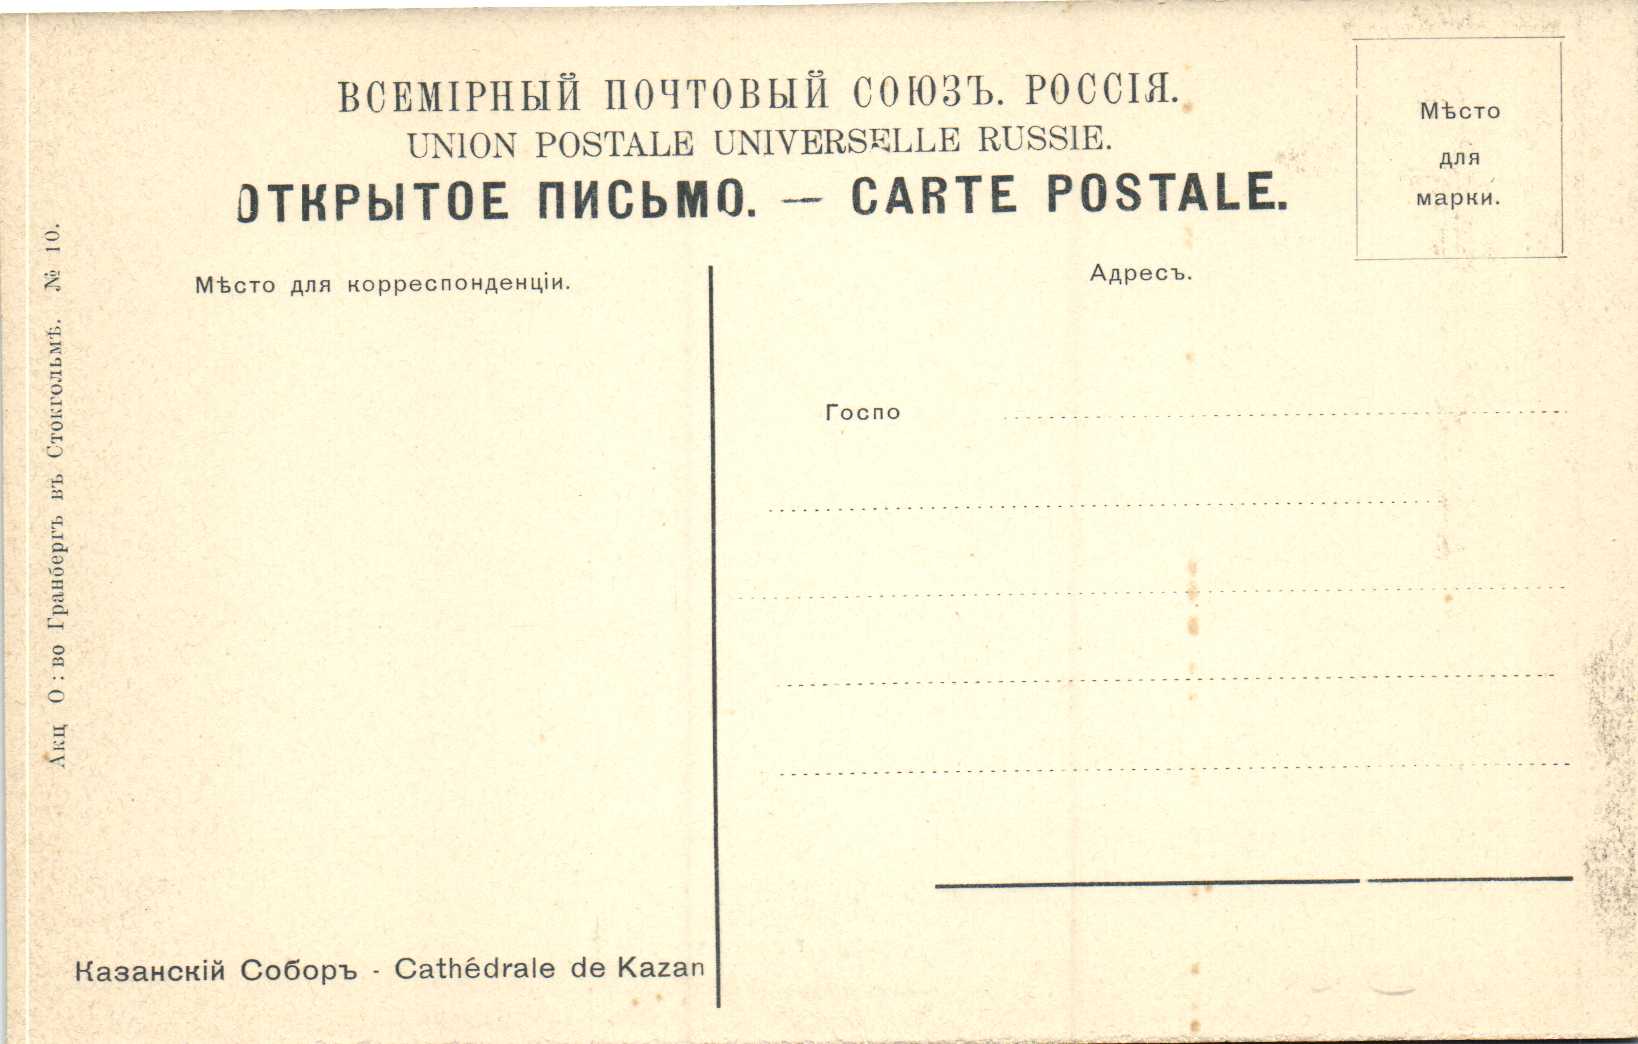 ВСЕМІРНЫЙ ПОЧТОВЫЙ СОЮЗЪ. РОССІЯ.
UNION POSTALE UNIVERSELLE RUSSIE.
ОТКРЫТОЕ ПИСЬМО. — CARTE POSTALE.
Мѣсто
для
марки.
Мѣсто для корреспонденціи.
Адресъ.
Госпо
Казанскій Соборъ - Cathédrale de Kazan
Акц О: во Гранбергъ въ Стокгольмѣ. № 10.